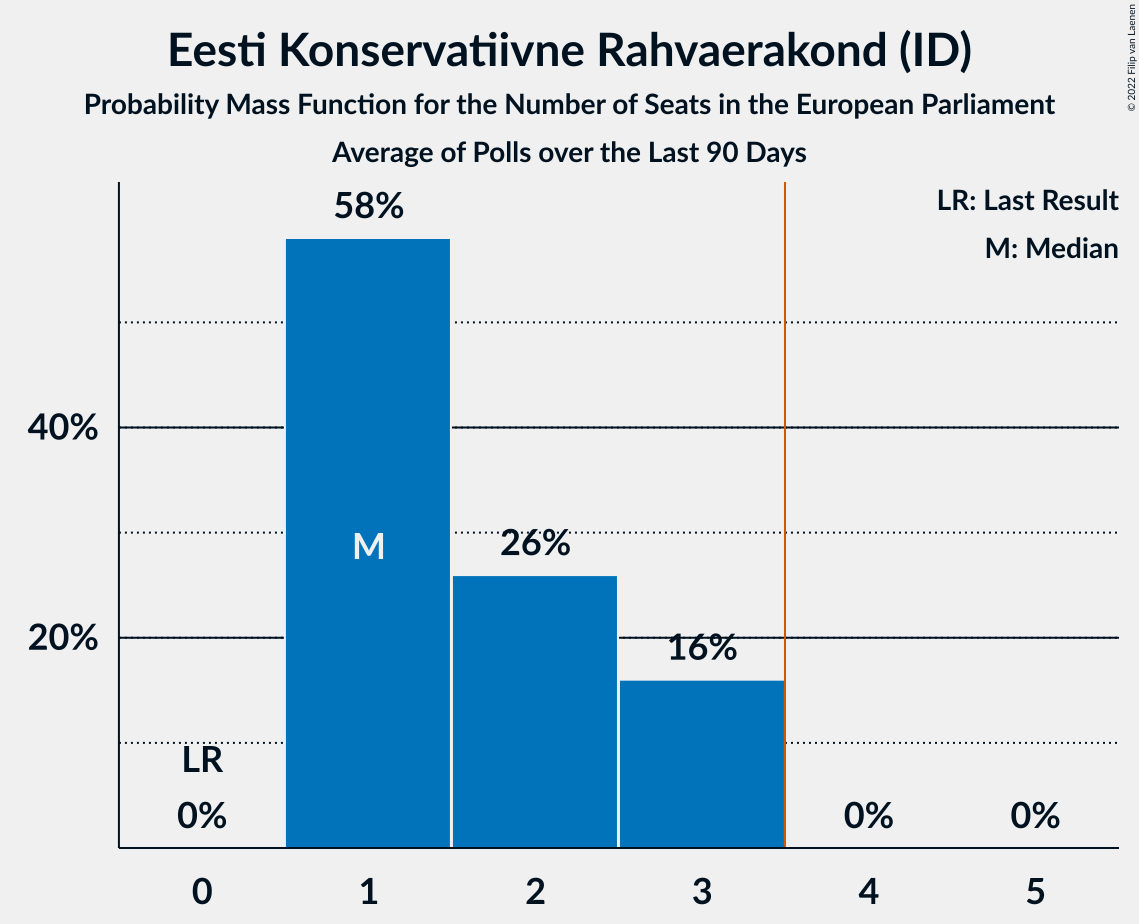 Eesti Konservatiivne Rahvaerakond (ID)
Probability Mass Function for the Number of Seats in the European Parliament
Average of Polls over the Last 90 Days
© 2022 Filip van Laenen
LR: Last Result
M: Median
58%
40%
M
26%
20%
16%
LR
0%
0%
0%
0 1 2 3 4 5